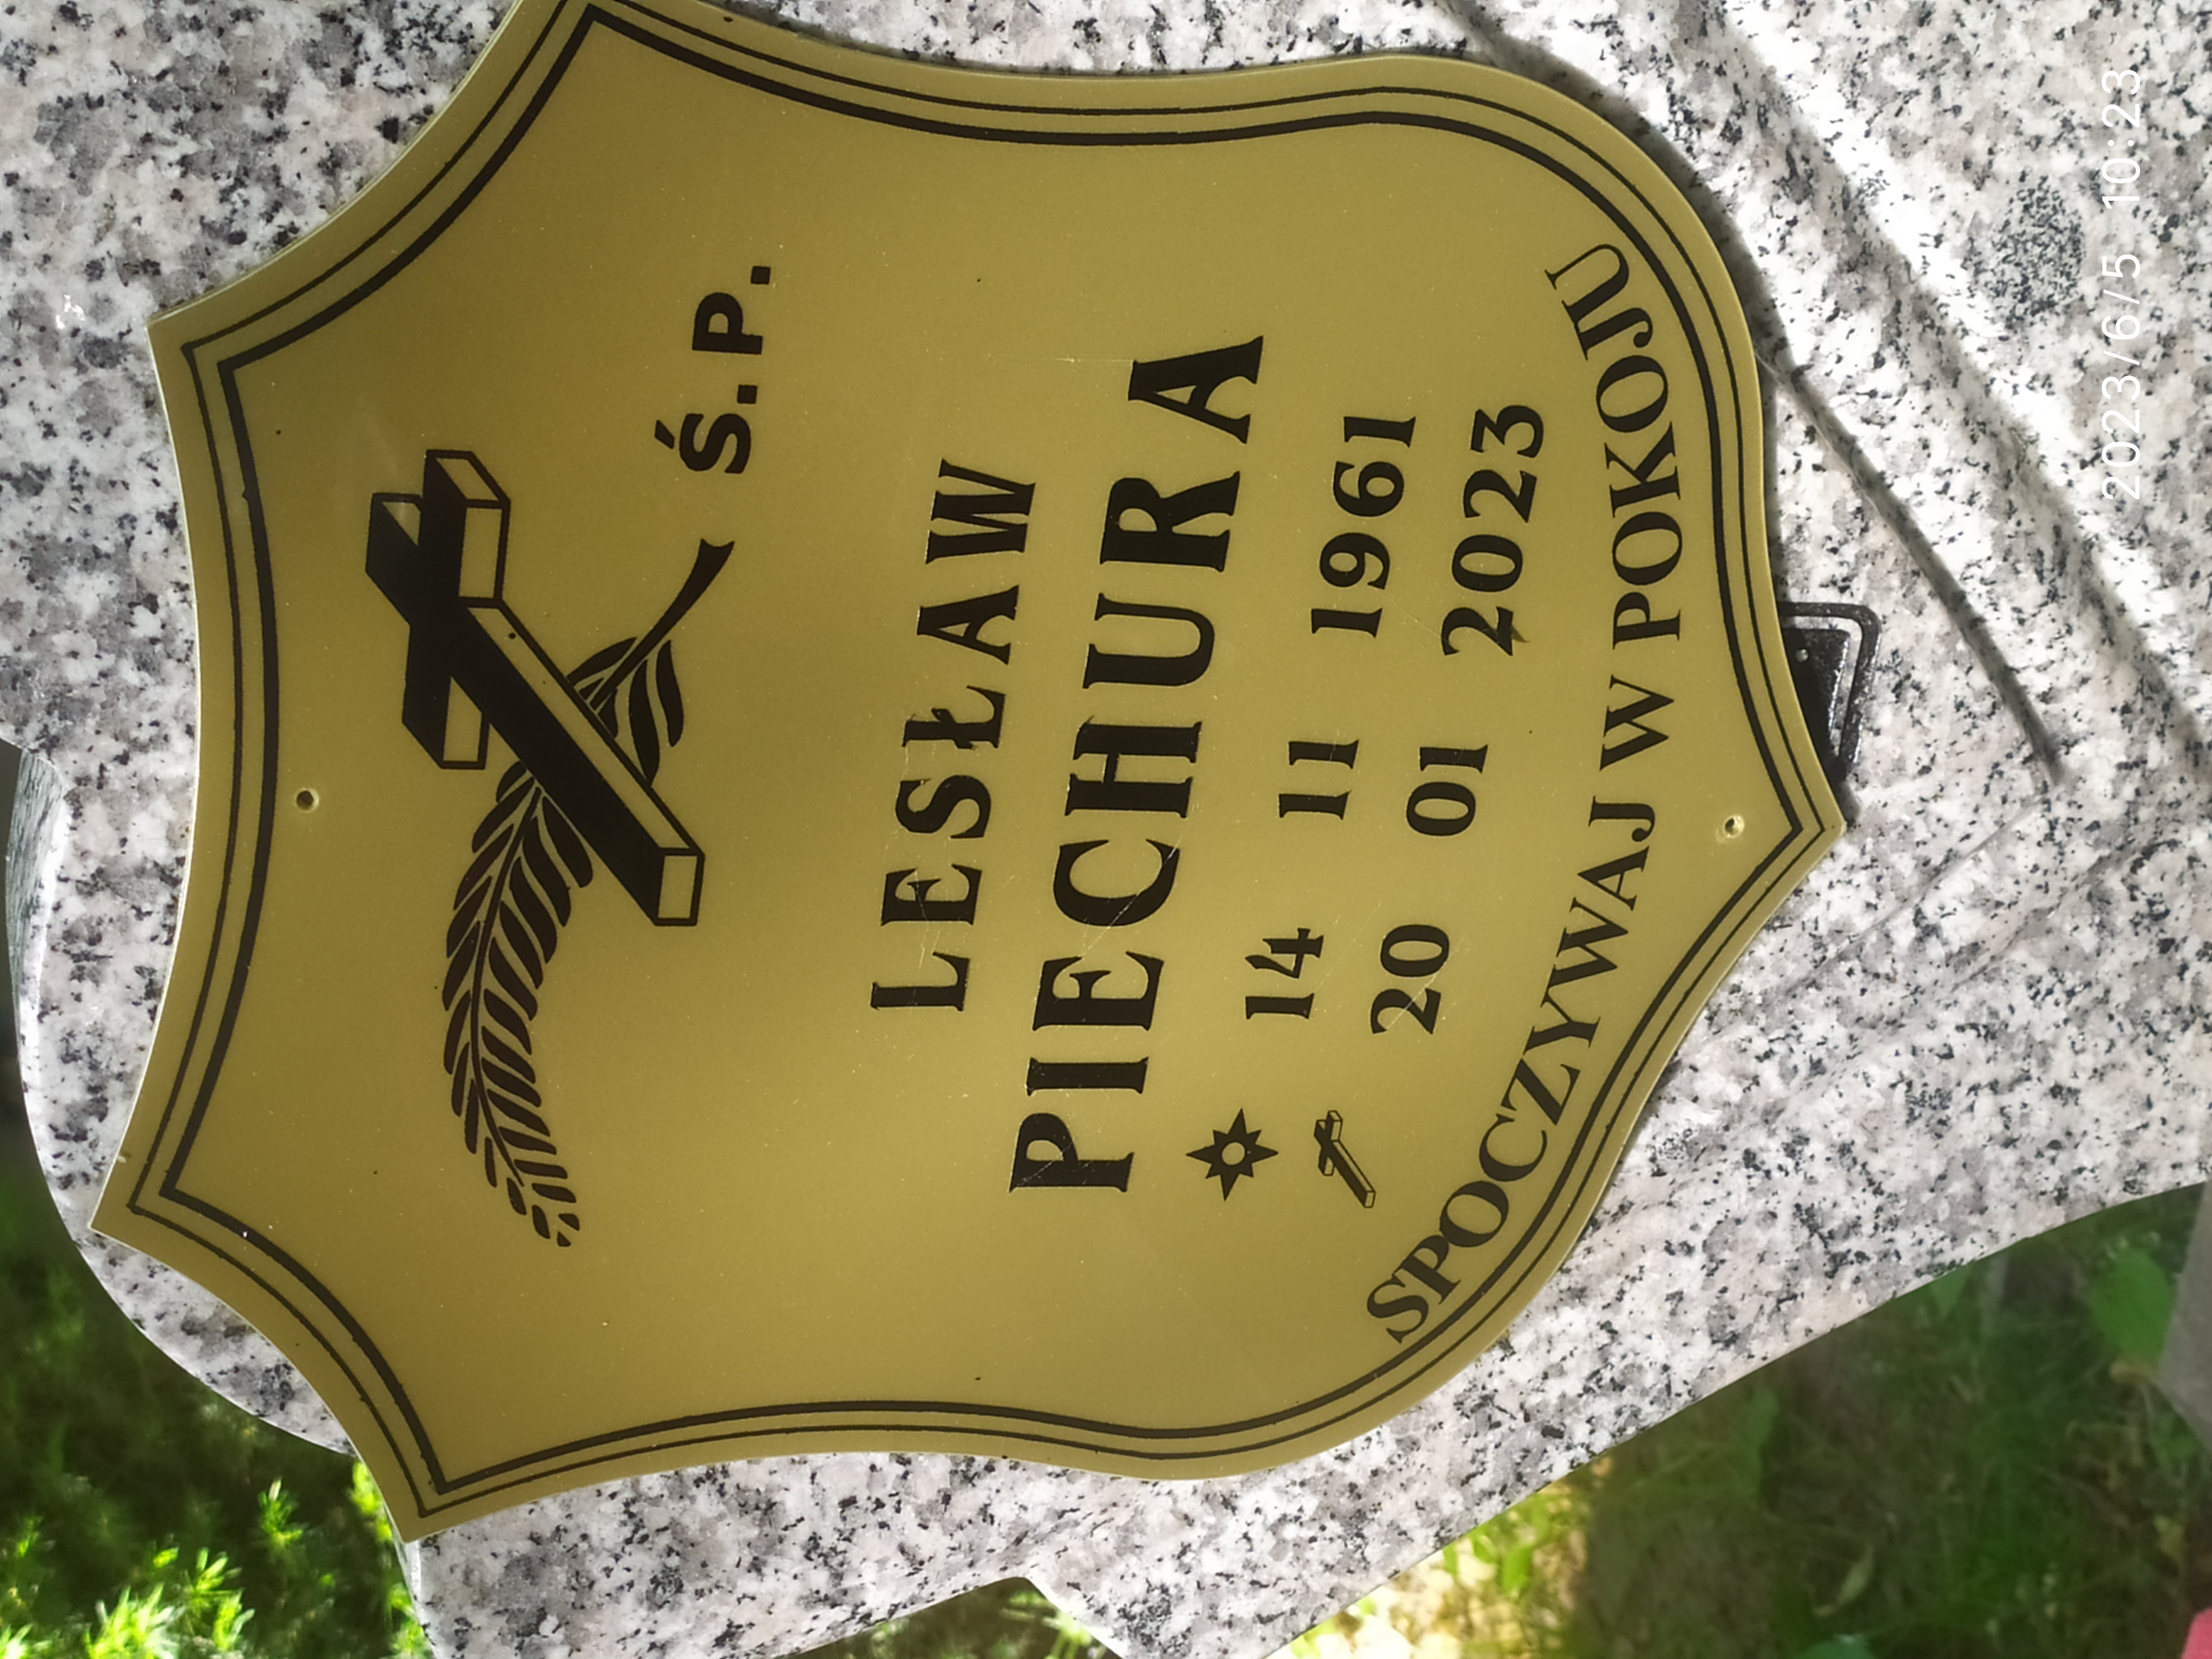 Ś.P.
LESŁAW
PIECHURA
14 11 1961
20 01 2023
SPOCZYWAJ W POKOJU
2023/6/5 10:23